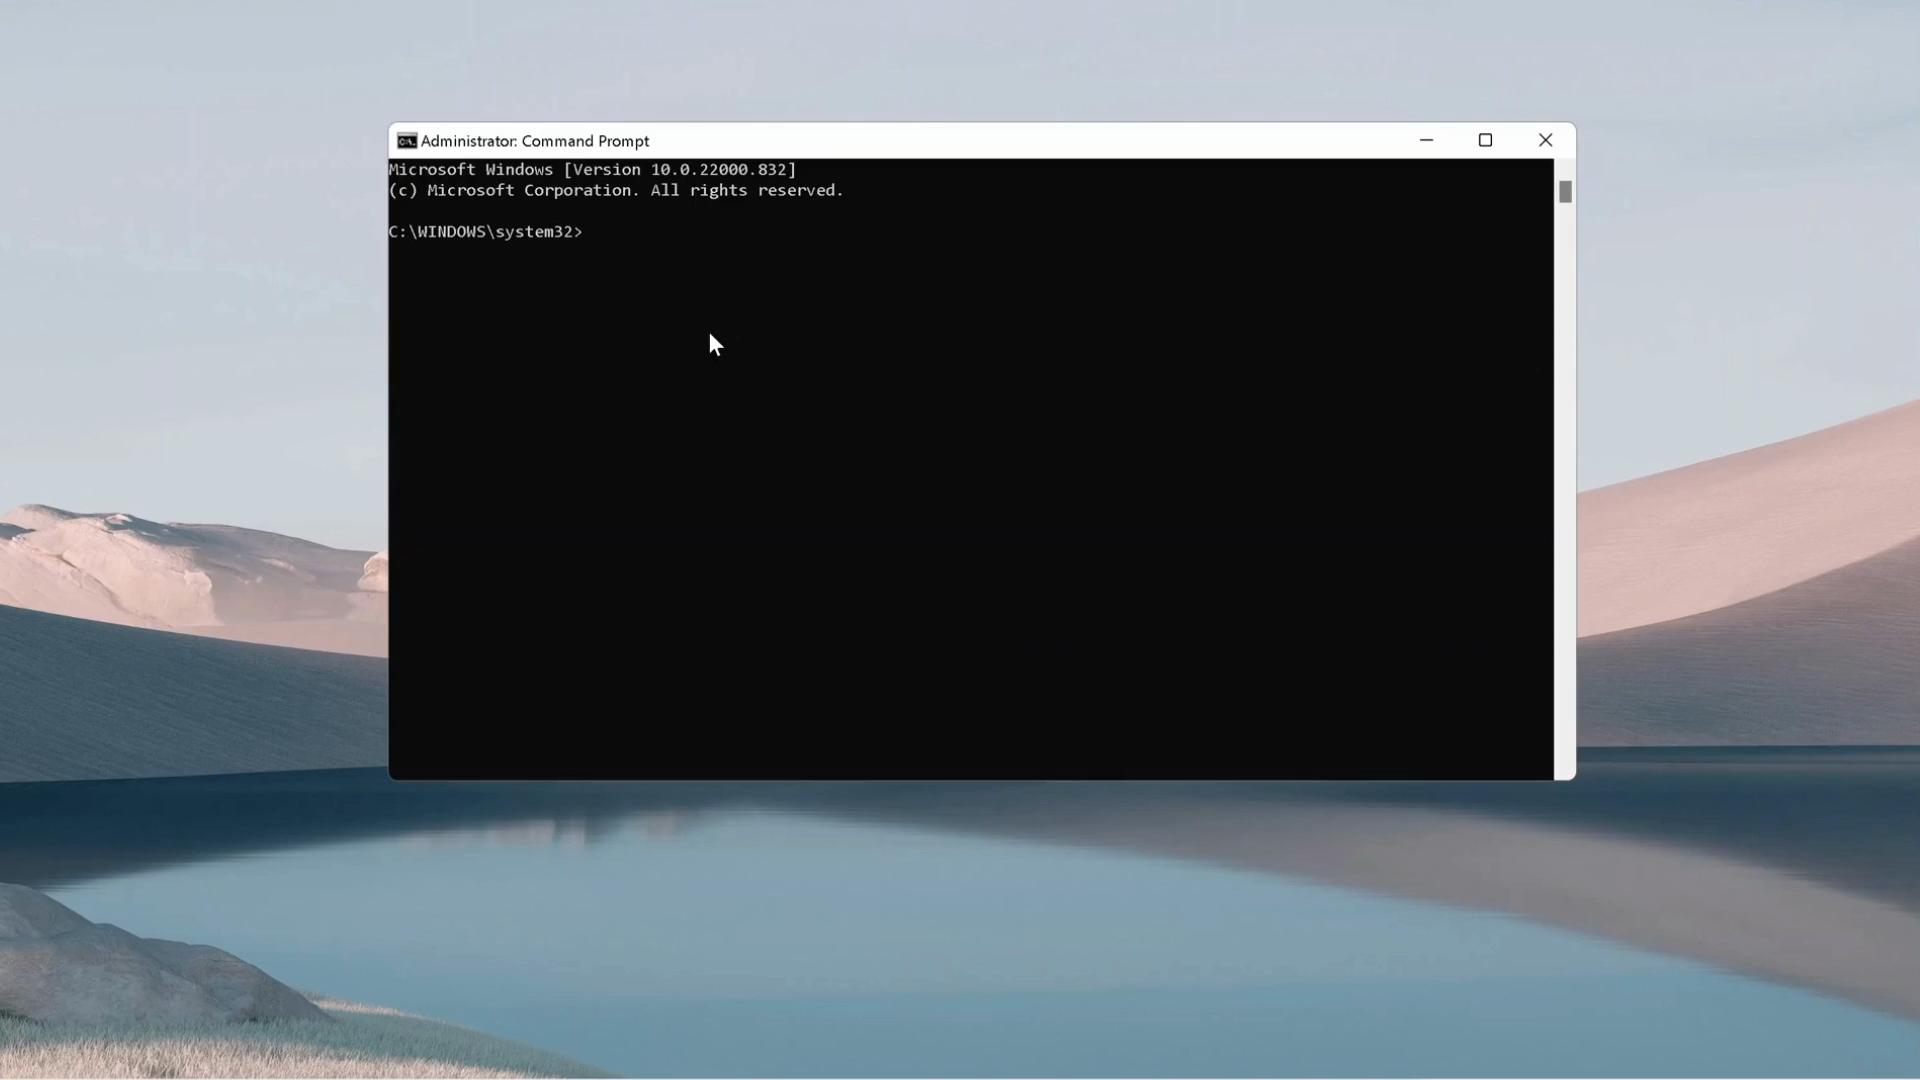 Administrator: Command Prompt
Microsoft Windows [Version 10.0.22000.832]
(c) Microsoft Corporation. All rights reserved.
C:\WINDOWS\system32>